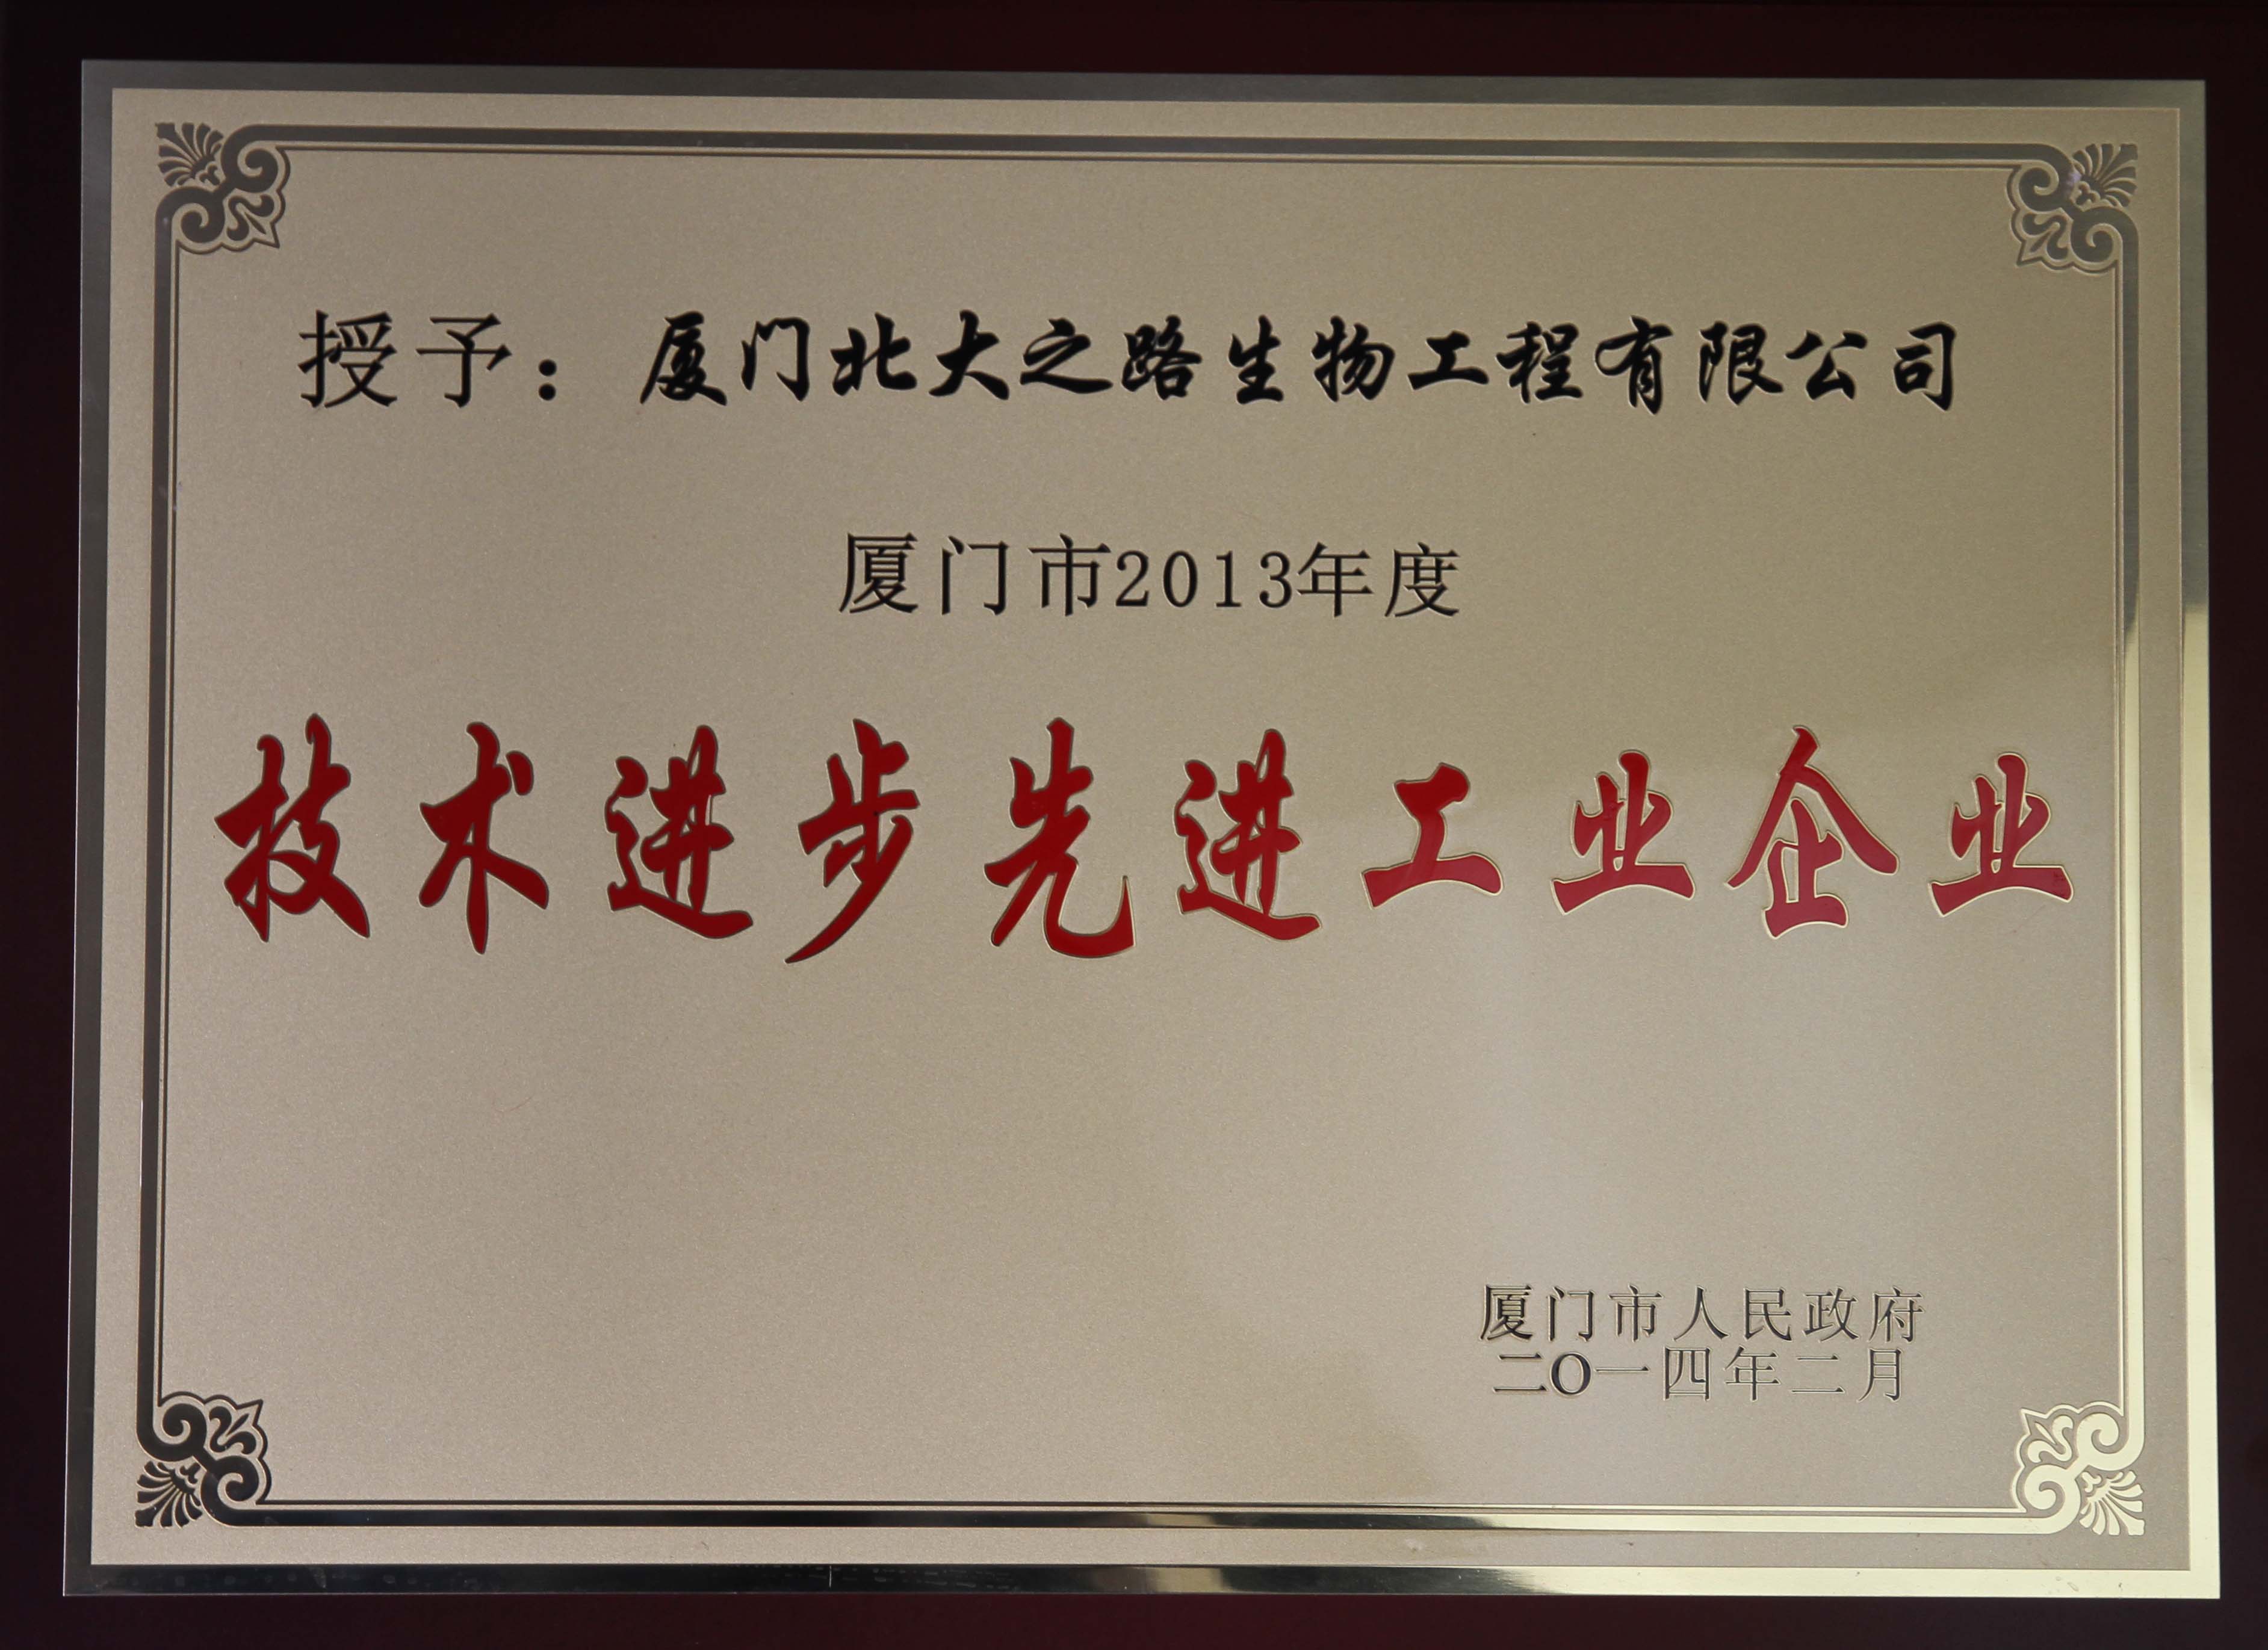 授予：厦门北大之路生物工程有限公司
厦门市2013年度
技术进步先进工业企业
厦门市人民政府
二〇一四年二月